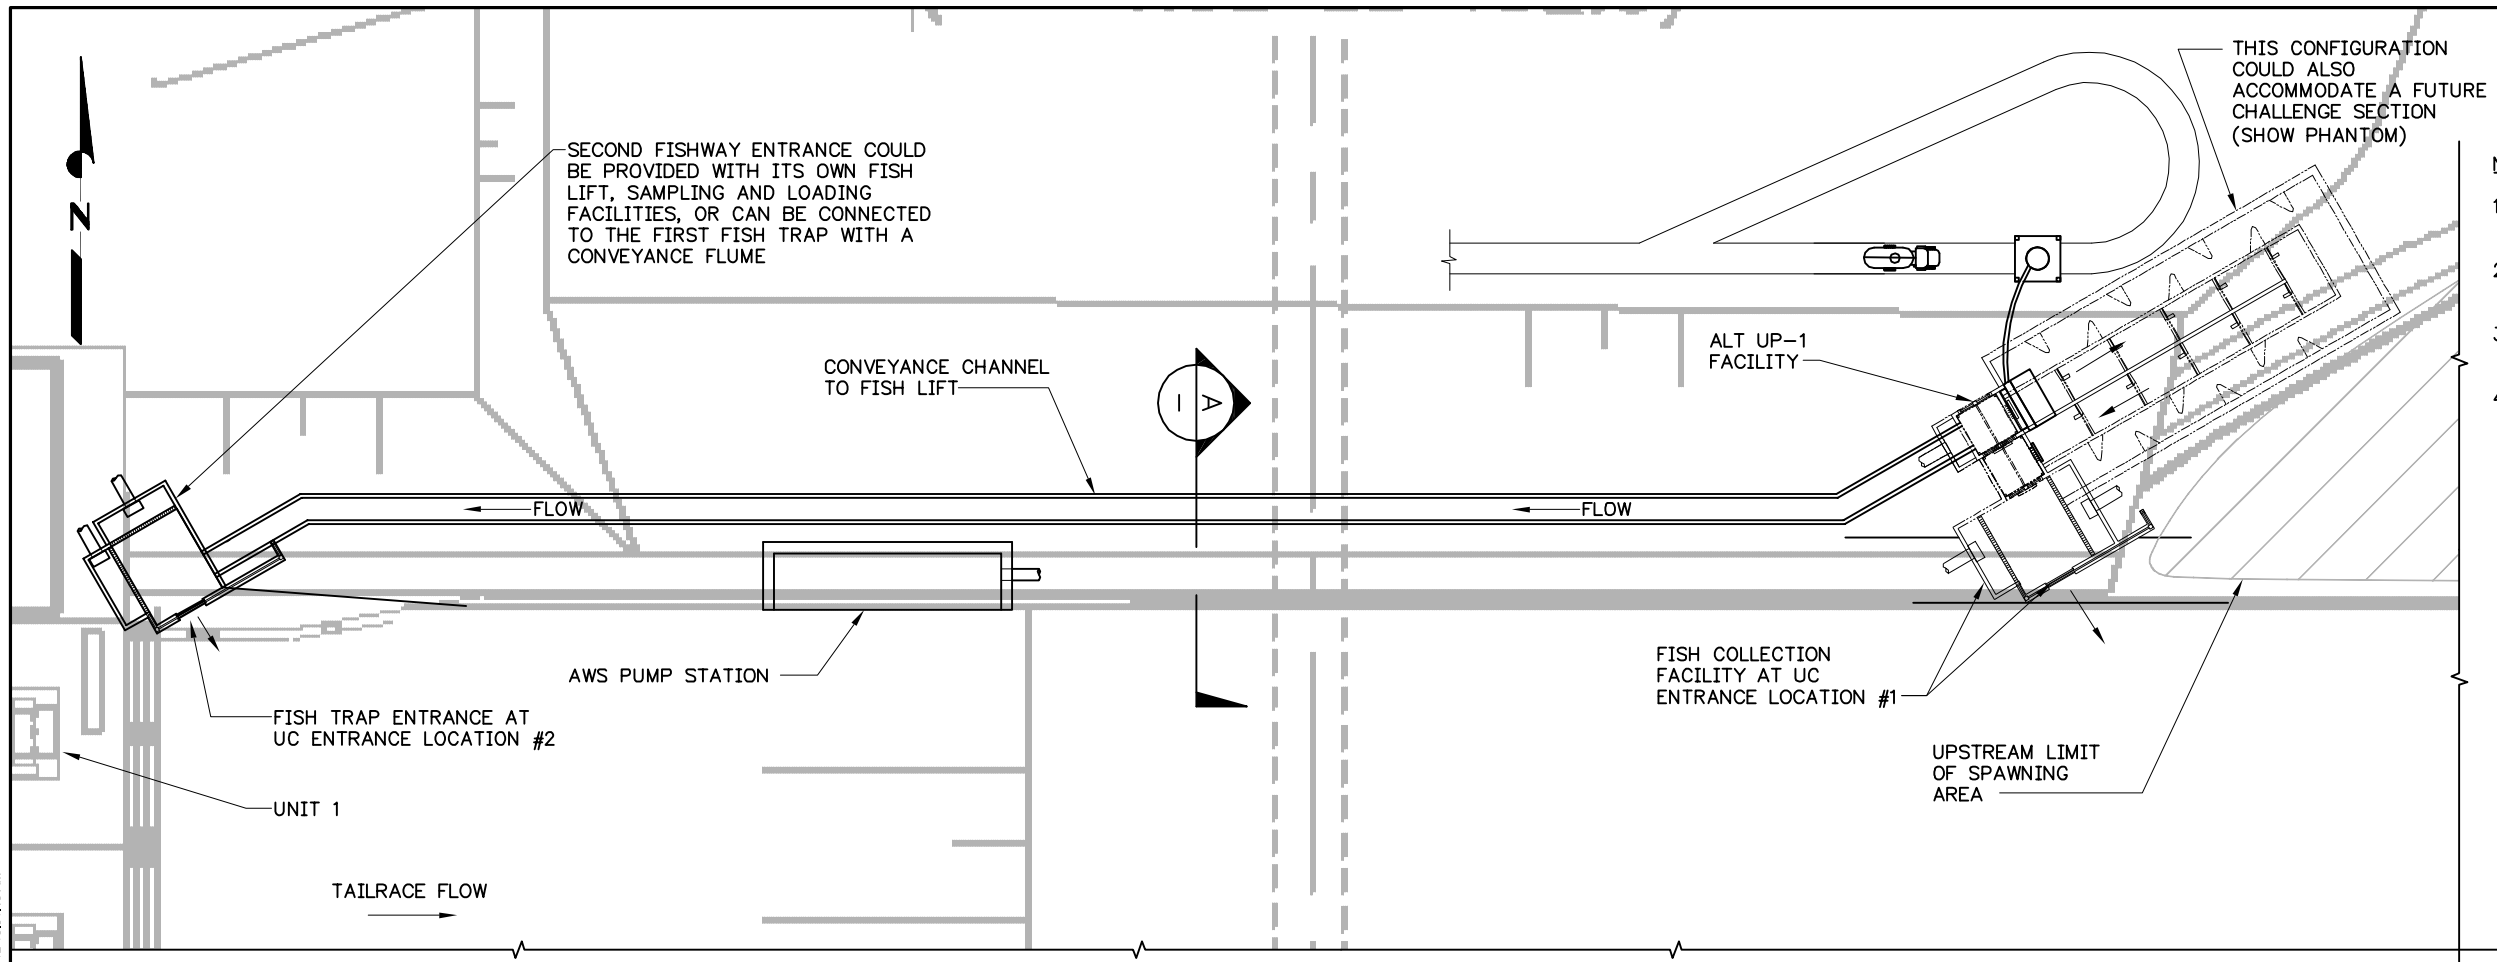 THIS CONFIGURATION
COULD ALSO
ACCOMMODATE A FUTURE
CHALLENGE SECTION
(SHOW PHANTOM)
SECOND FISHWAY ENTRANCE COULD
BE PROVIDED WITH ITS OWN FISH
LIFT, SAMPLING AND LOADING
FACILITIES, OR CAN BE CONNECTED
TO THE FIRST FISH TRAP WITH A
CONVEYANCE FLUME
N
1
2
3
4
ALT UP-1
FACILITY
CONVEYANCE CHANNEL
TO FISH LIFT
A
-
FLOW
FLOW
AWS PUMP STATION
FISH COLLECTION
FACILITY AT UC
ENTRANCE LOCATION #1
FISH TRAP ENTRANCE AT
UC ENTRANCE LOCATION #2
UPSTREAM LIMIT
OF SPAWNING
AREA
UNIT 1
TAILRACE FLOW